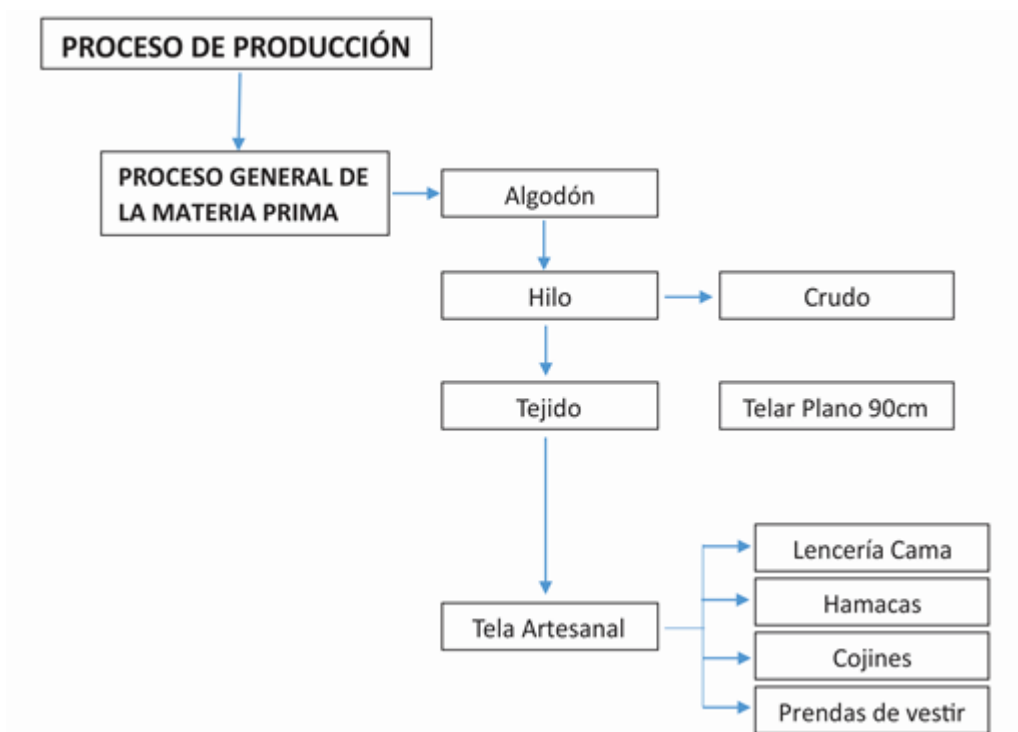 PROCESO DE PRODUCCIÓN
PROCESO GENERAL DE
LA MATERIA PRIMA
Algodón
Hilo
Crudo
Tejido
Telar Plano 90cm
Tela Artesanal
Lencería Cama
Hamacas
Cojines
Prendas de vestir